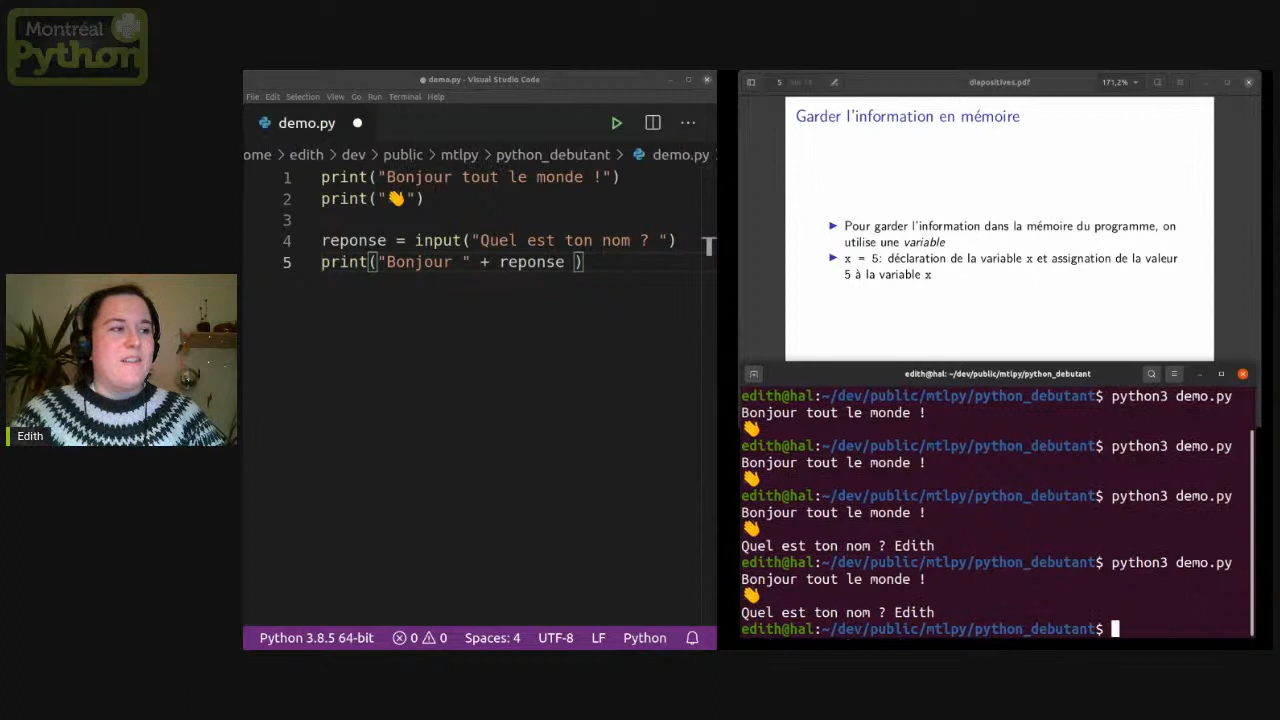 Montréal
Python
demo.py - Visual Studio Code
File Edit Selection View Go Run Terminal Help
demo.py
ome > edith > dev > public > mtlpy > python_debutant > demo.py
1 print("Bonjour tout le monde !")
2 print("👋")
3
4 reponse = input("Quel est ton nom ? ")
5 print("Bonjour " + reponse )
Python 3.8.5 64-bit 0 0 Spaces: 4 UTF-8 LF Python
Edith
5 diapositives.pdf 171,2%
Garder l'information en mémoire
Pour garder l'information dans la mémoire du programme, on
utilise une variable
x = 5: déclaration de la variable x et assignation de la valeur
5 à la variable x
edith@hal: ~/dev/public/mtlpy/python_debutant
edith@hal:~/dev/public/mtlpy/python_debutant$ python3 demo.py
Bonjour tout le monde !
👋
edith@hal:~/dev/public/mtlpy/python_debutant$ python3 demo.py
Bonjour tout le monde !
👋
edith@hal:~/dev/public/mtlpy/python_debutant$ python3 demo.py
Bonjour tout le monde !
👋
Quel est ton nom ? Edith
edith@hal:~/dev/public/mtlpy/python_debutant$ python3 demo.py
Bonjour tout le monde !
👋
Quel est ton nom ? Edith
edith@hal:~/dev/public/mtlpy/python_debutant$